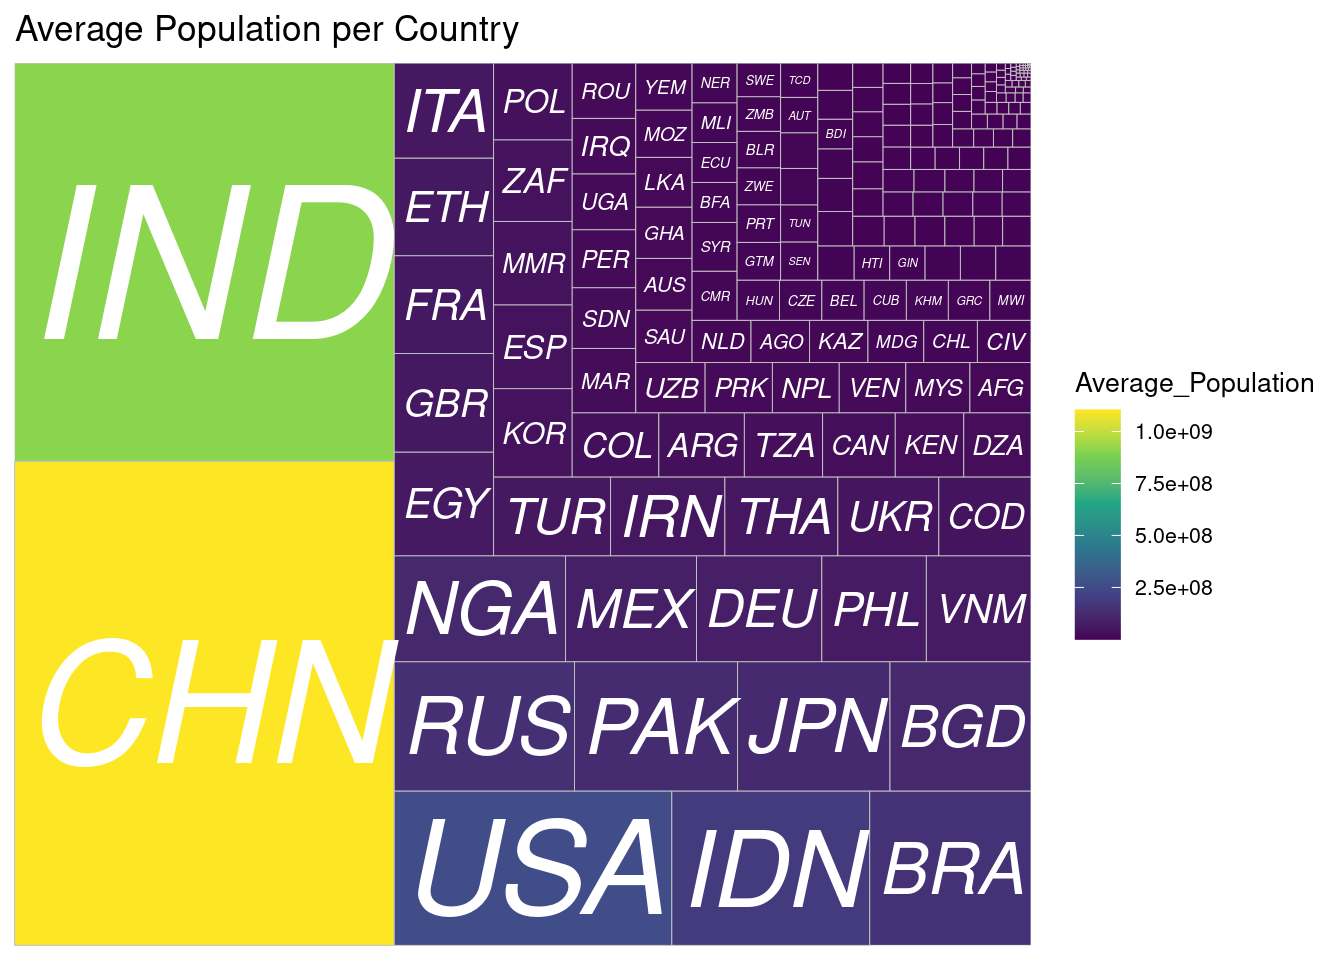 Average Population per Country
IND
CHN
ITA
ETH
FRA
GBR
EGY
POL
ZAF
MMR
ESP
KOR
ROU
IRQ
UGA
PER
SDN
MAR
YEM
MOZ
LKA
GHA
AUS
SAU
NER
MLI
ECU
BFA
SYR
CMR
SWE
ZMB
BLR
ZWE
PRT
GTM
TCD
AUT
TUN
SEN
BDI
HTI GIN
HUN CZE BEL CUB KHM GRC MWI
NLD AGO KAZ MDG CHL CIV
UZB PRK NPL VEN MYS AFG
COL ARG TZA CAN KEN DZA
TUR IRN THA UKR COD
NGA MEX DEU PHL VNM
RUS PAK JPN BGD
USA IDN BRA
Average_Population
1.0e+09
7.5e+08
5.0e+08
2.5e+08